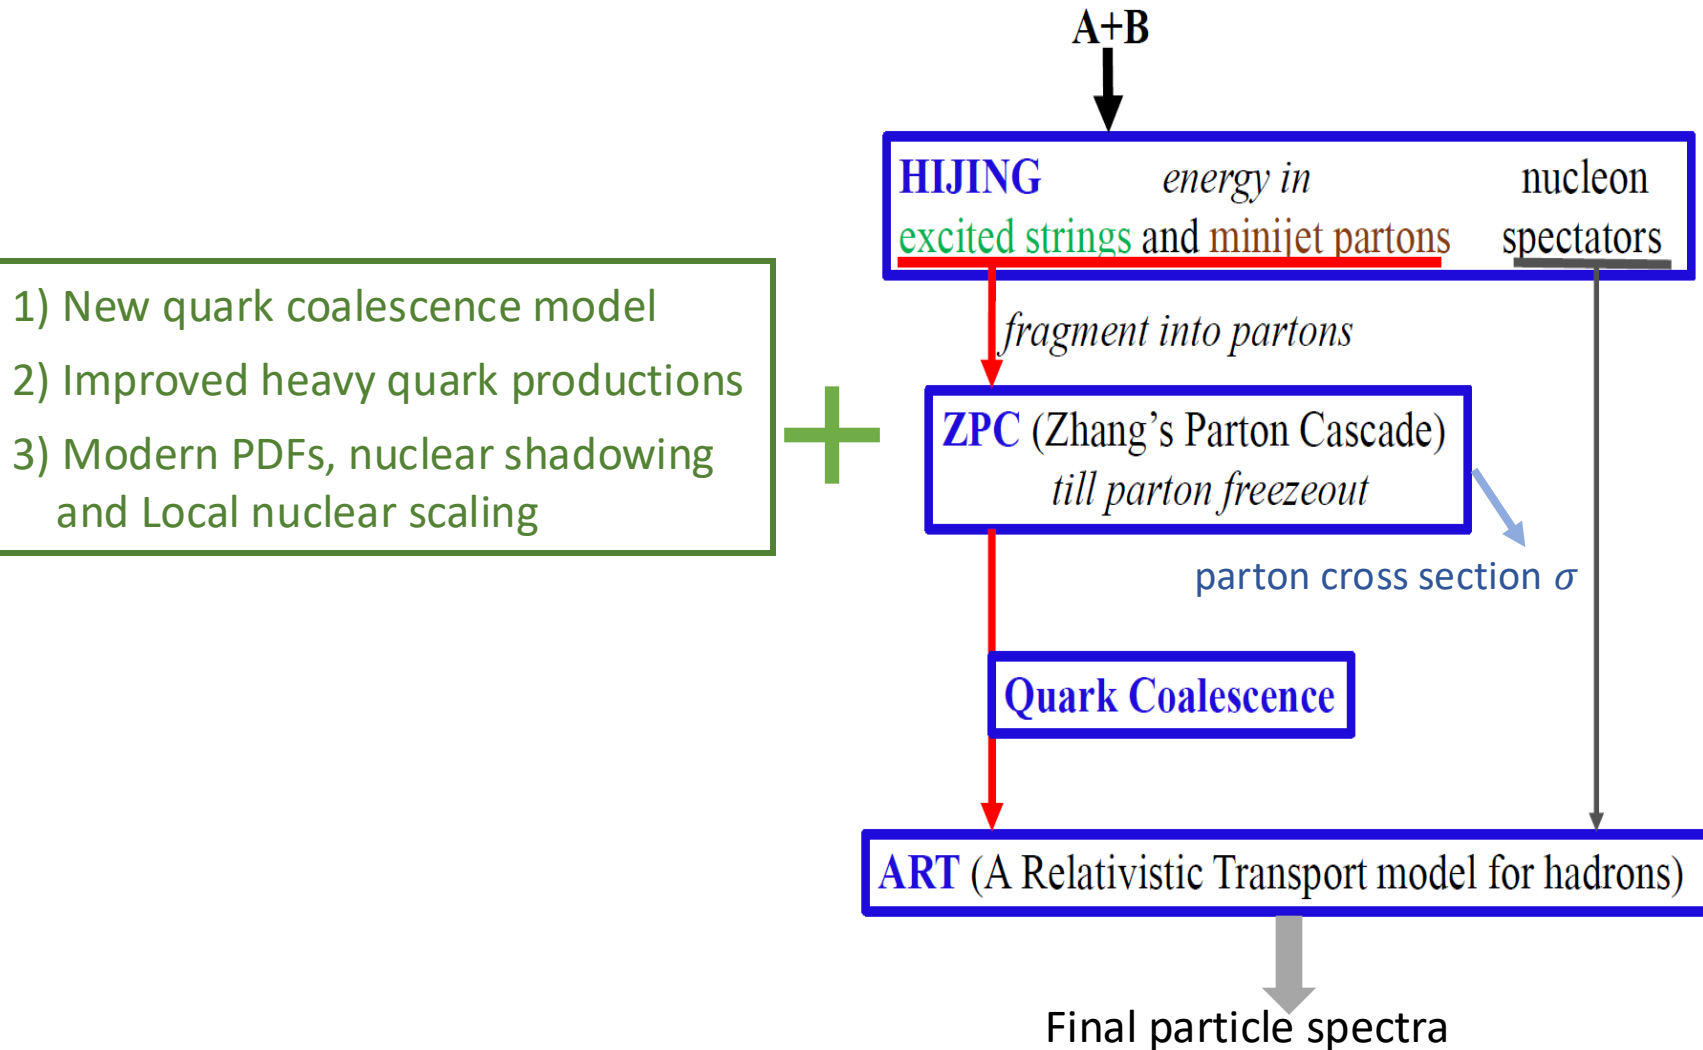 A+B
HIJING energy in nucleon
excited strings and minijet partons spectators
fragment into partons
1) New quark coalescence model
2) Improved heavy quark productions
3) Modern PDFs, nuclear shadowing
and Local nuclear scaling
+
ZPC (Zhang's Parton Cascade)
till parton freezeout
parton cross section σ
Quark Coalescence
ART (A Relativistic Transport model for hadrons)
Final particle spectra